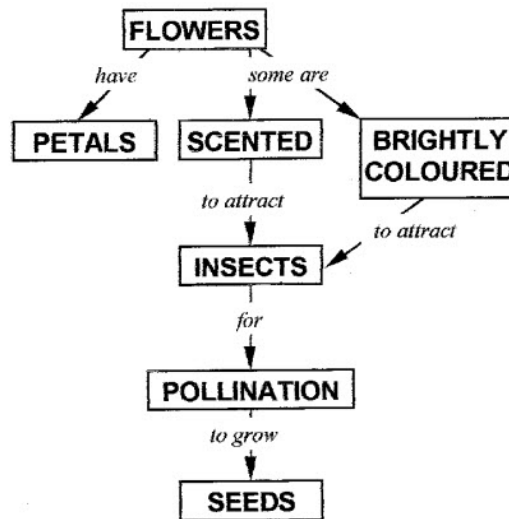 FLOWERS
have
some are
PETALS
SCENTED
BRIGHTLY
COLOURED
to attract
to attract
INSECTS
for
POLLINATION
to grow
SEEDS